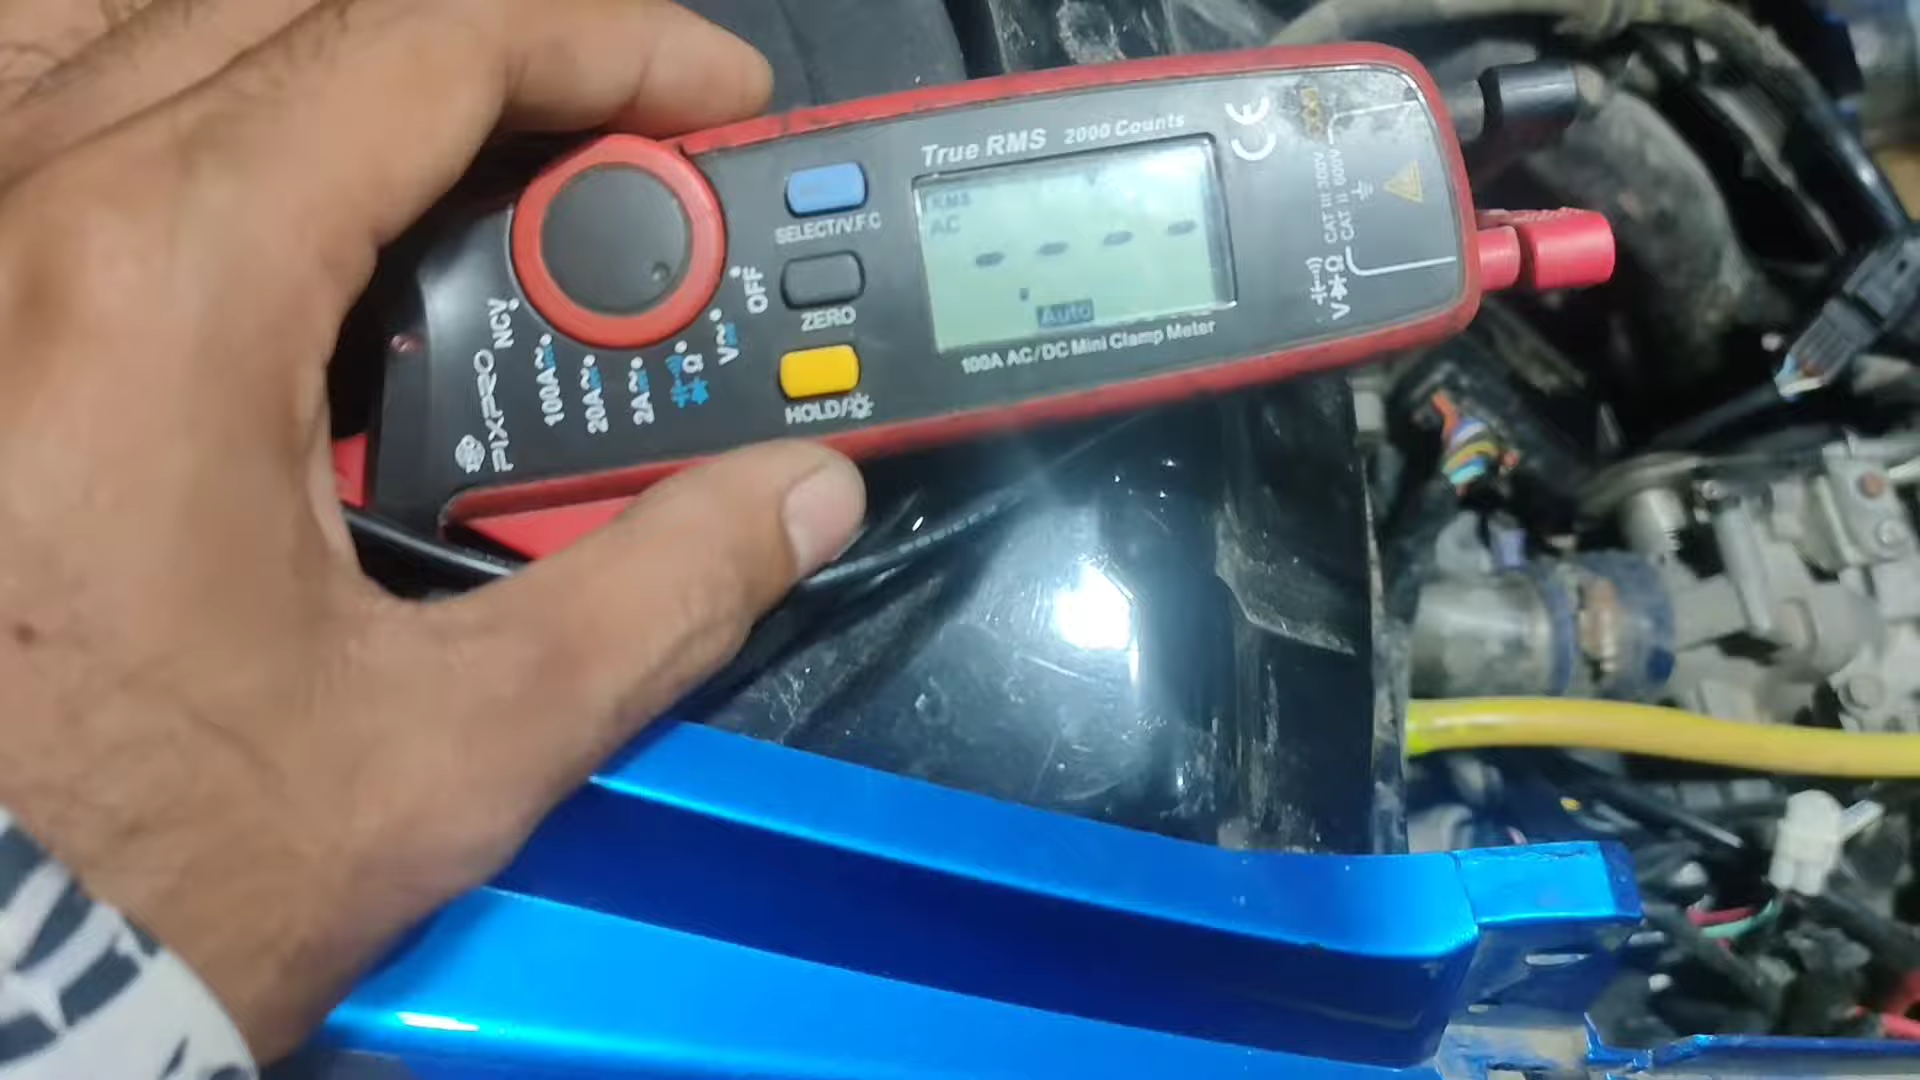 True RMS 2000 Counts
CE
RMS
AC
- - - -
Auto
100A AC/DC Mini Clamp Meter
SELECT/V.F.C
ZERO
HOLD/
OFF
V
Ω
2A
20A
100A
NCV
PIXPRO
CAT III 300V
CAT II 600V
VΩ